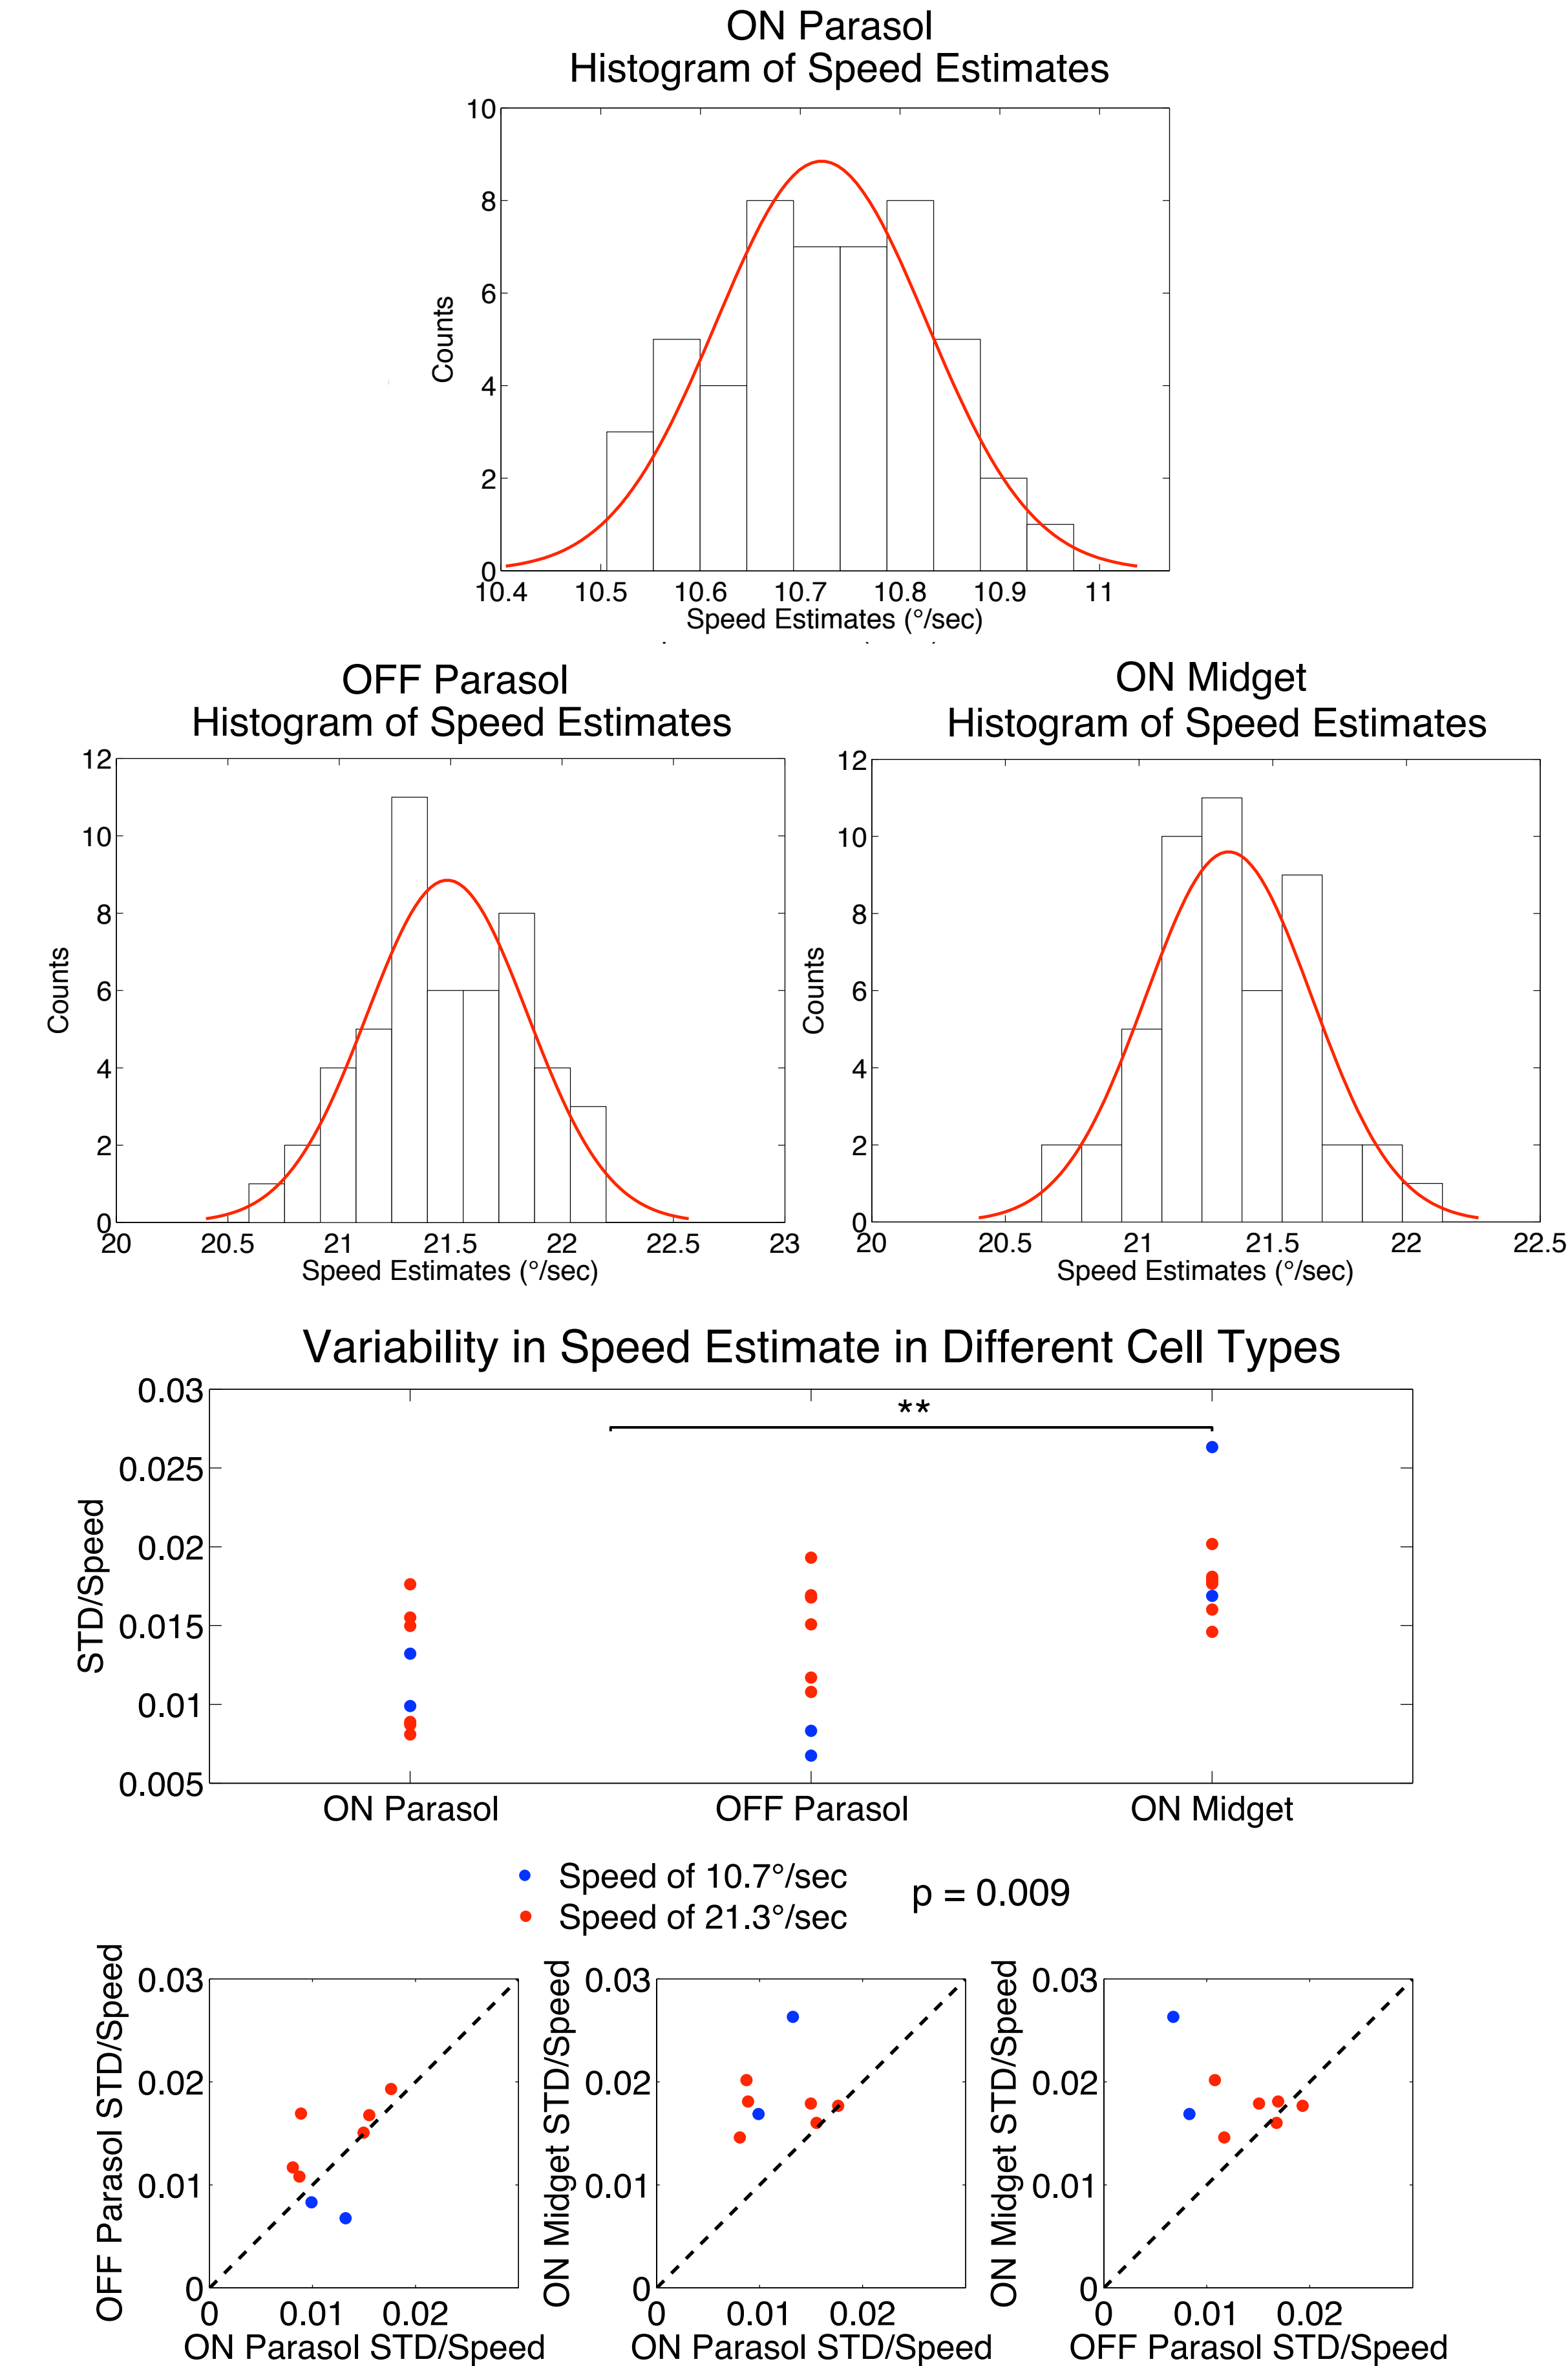 ON Parasol
Histogram of Speed Estimates
10
8
6
4
2
0
Counts
10.4 10.5 10.6 10.7 10.8 10.9 11
Speed Estimates (°/sec)
OFF Parasol
Histogram of Speed Estimates
12
10
8
6
4
2
0
Counts
20 20.5 21 21.5 22 22.5 23
Speed Estimates (°/sec)
ON Midget
Histogram of Speed Estimates
12
10
8
6
4
2
0
Counts
20 20.5 21 21.5 22 22.5
Speed Estimates (°/sec)
Variability in Speed Estimate in Different Cell Types
**
0.03
0.025
0.02
0.015
0.01
0.005
STD/Speed
ON Parasol OFF Parasol ON Midget
Speed of 10.7°/sec
Speed of 21.3°/sec
p = 0.009
OFF Parasol STD/Speed
0.03
0.02
0.01
0
0 0.01 0.02
ON Parasol STD/Speed
ON Midget STD/Speed
0.03
0.02
0.01
0
0 0.01 0.02
ON Parasol STD/Speed
ON Midget STD/Speed
0.03
0.02
0.01
0
0 0.01 0.02
OFF Parasol STD/Speed